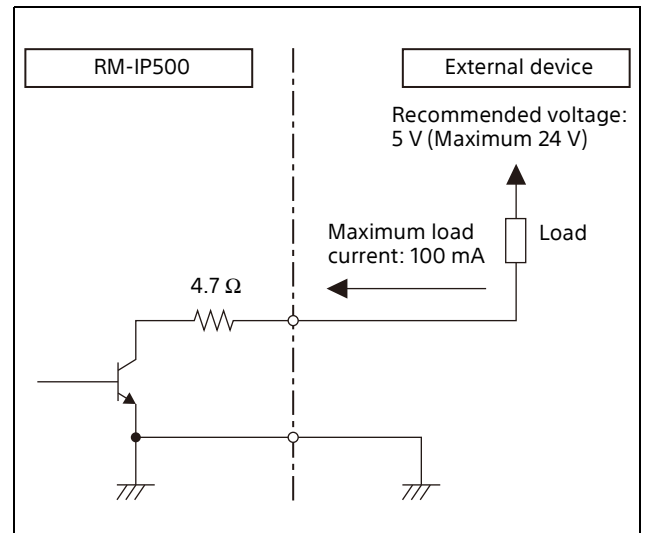 RM-IP500
External device
Recommended voltage:
5 V (Maximum 24 V)
Maximum load
current: 100 mA
Load
4.7 Ω